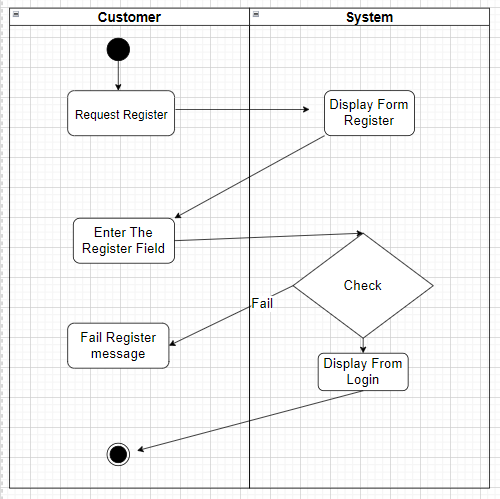 Customer
System
Request Register
Display Form
Register
Enter The
Register Field
Check
Fail
Fail Register
message
Display From
Login